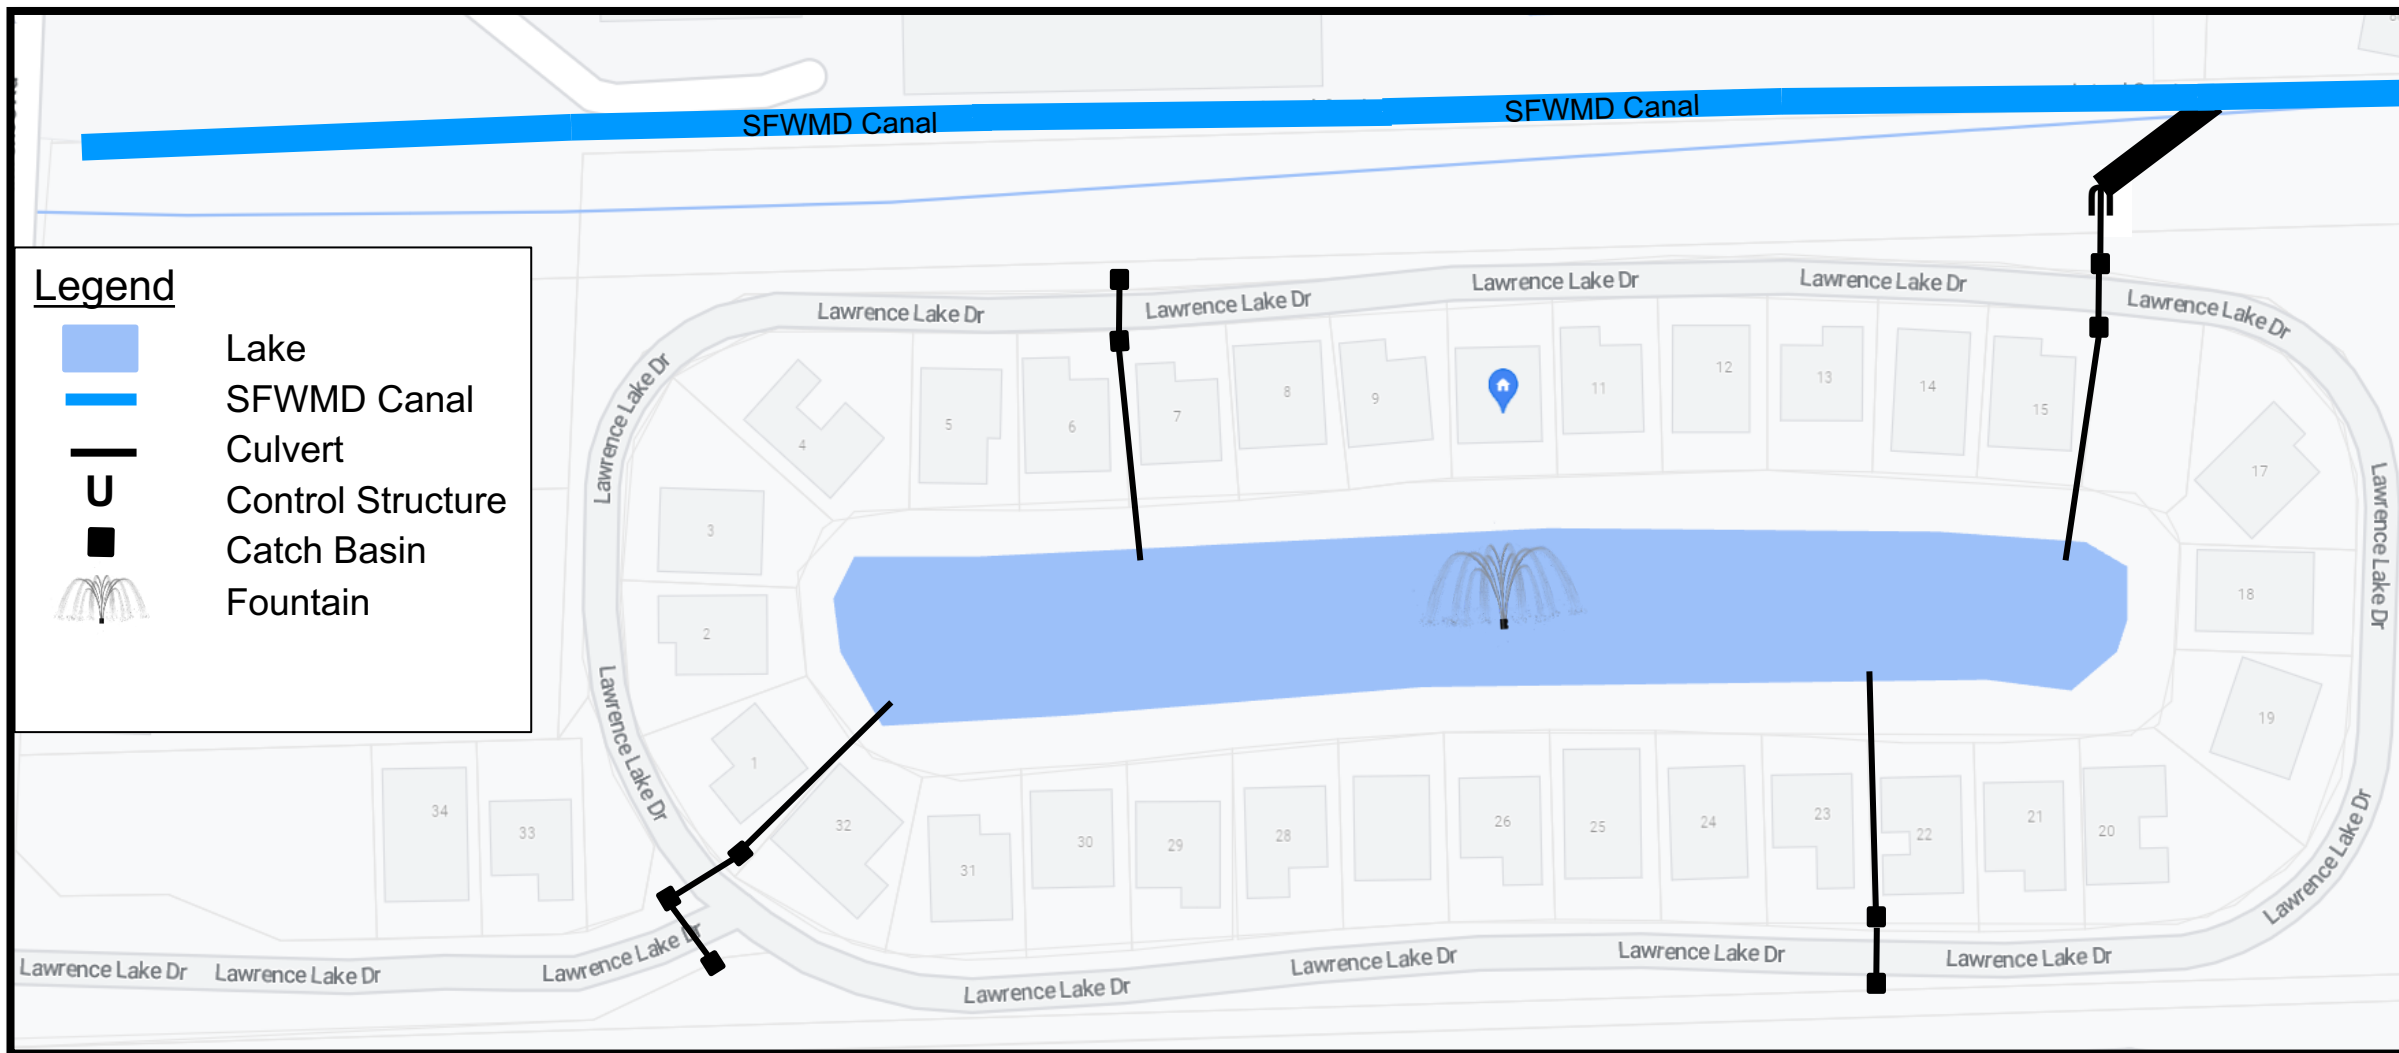 SFWMD Canal
SFWMD Canal
Legend
Lake
SFWMD Canal
Culvert
U
Control Structure
Catch Basin
Fountain
Lawrence Lake Dr
Lawrence Lake Dr
Lawrence Lake Dr
Lawrence Lake Dr
Lawrence Lake Dr
Lawrence Lake Dr
Lawrence Lake Dr
4
5
6
7
8
9
11
12
13
14
15
17
3
2
1
18
19
Lawrence Lake Dr
Lawrence Lake Dr
34
33
32
31
30
29
28
26
25
24
23
22
21
20
Lawrence Lake Dr
Lawrence Lake Dr
Lawrence Lake Dr
Lawrence Lake Dr
Lawrence Lake Dr
Lawrence Lake Dr
Lawrence Lake Dr
Lawrence Lake Dr